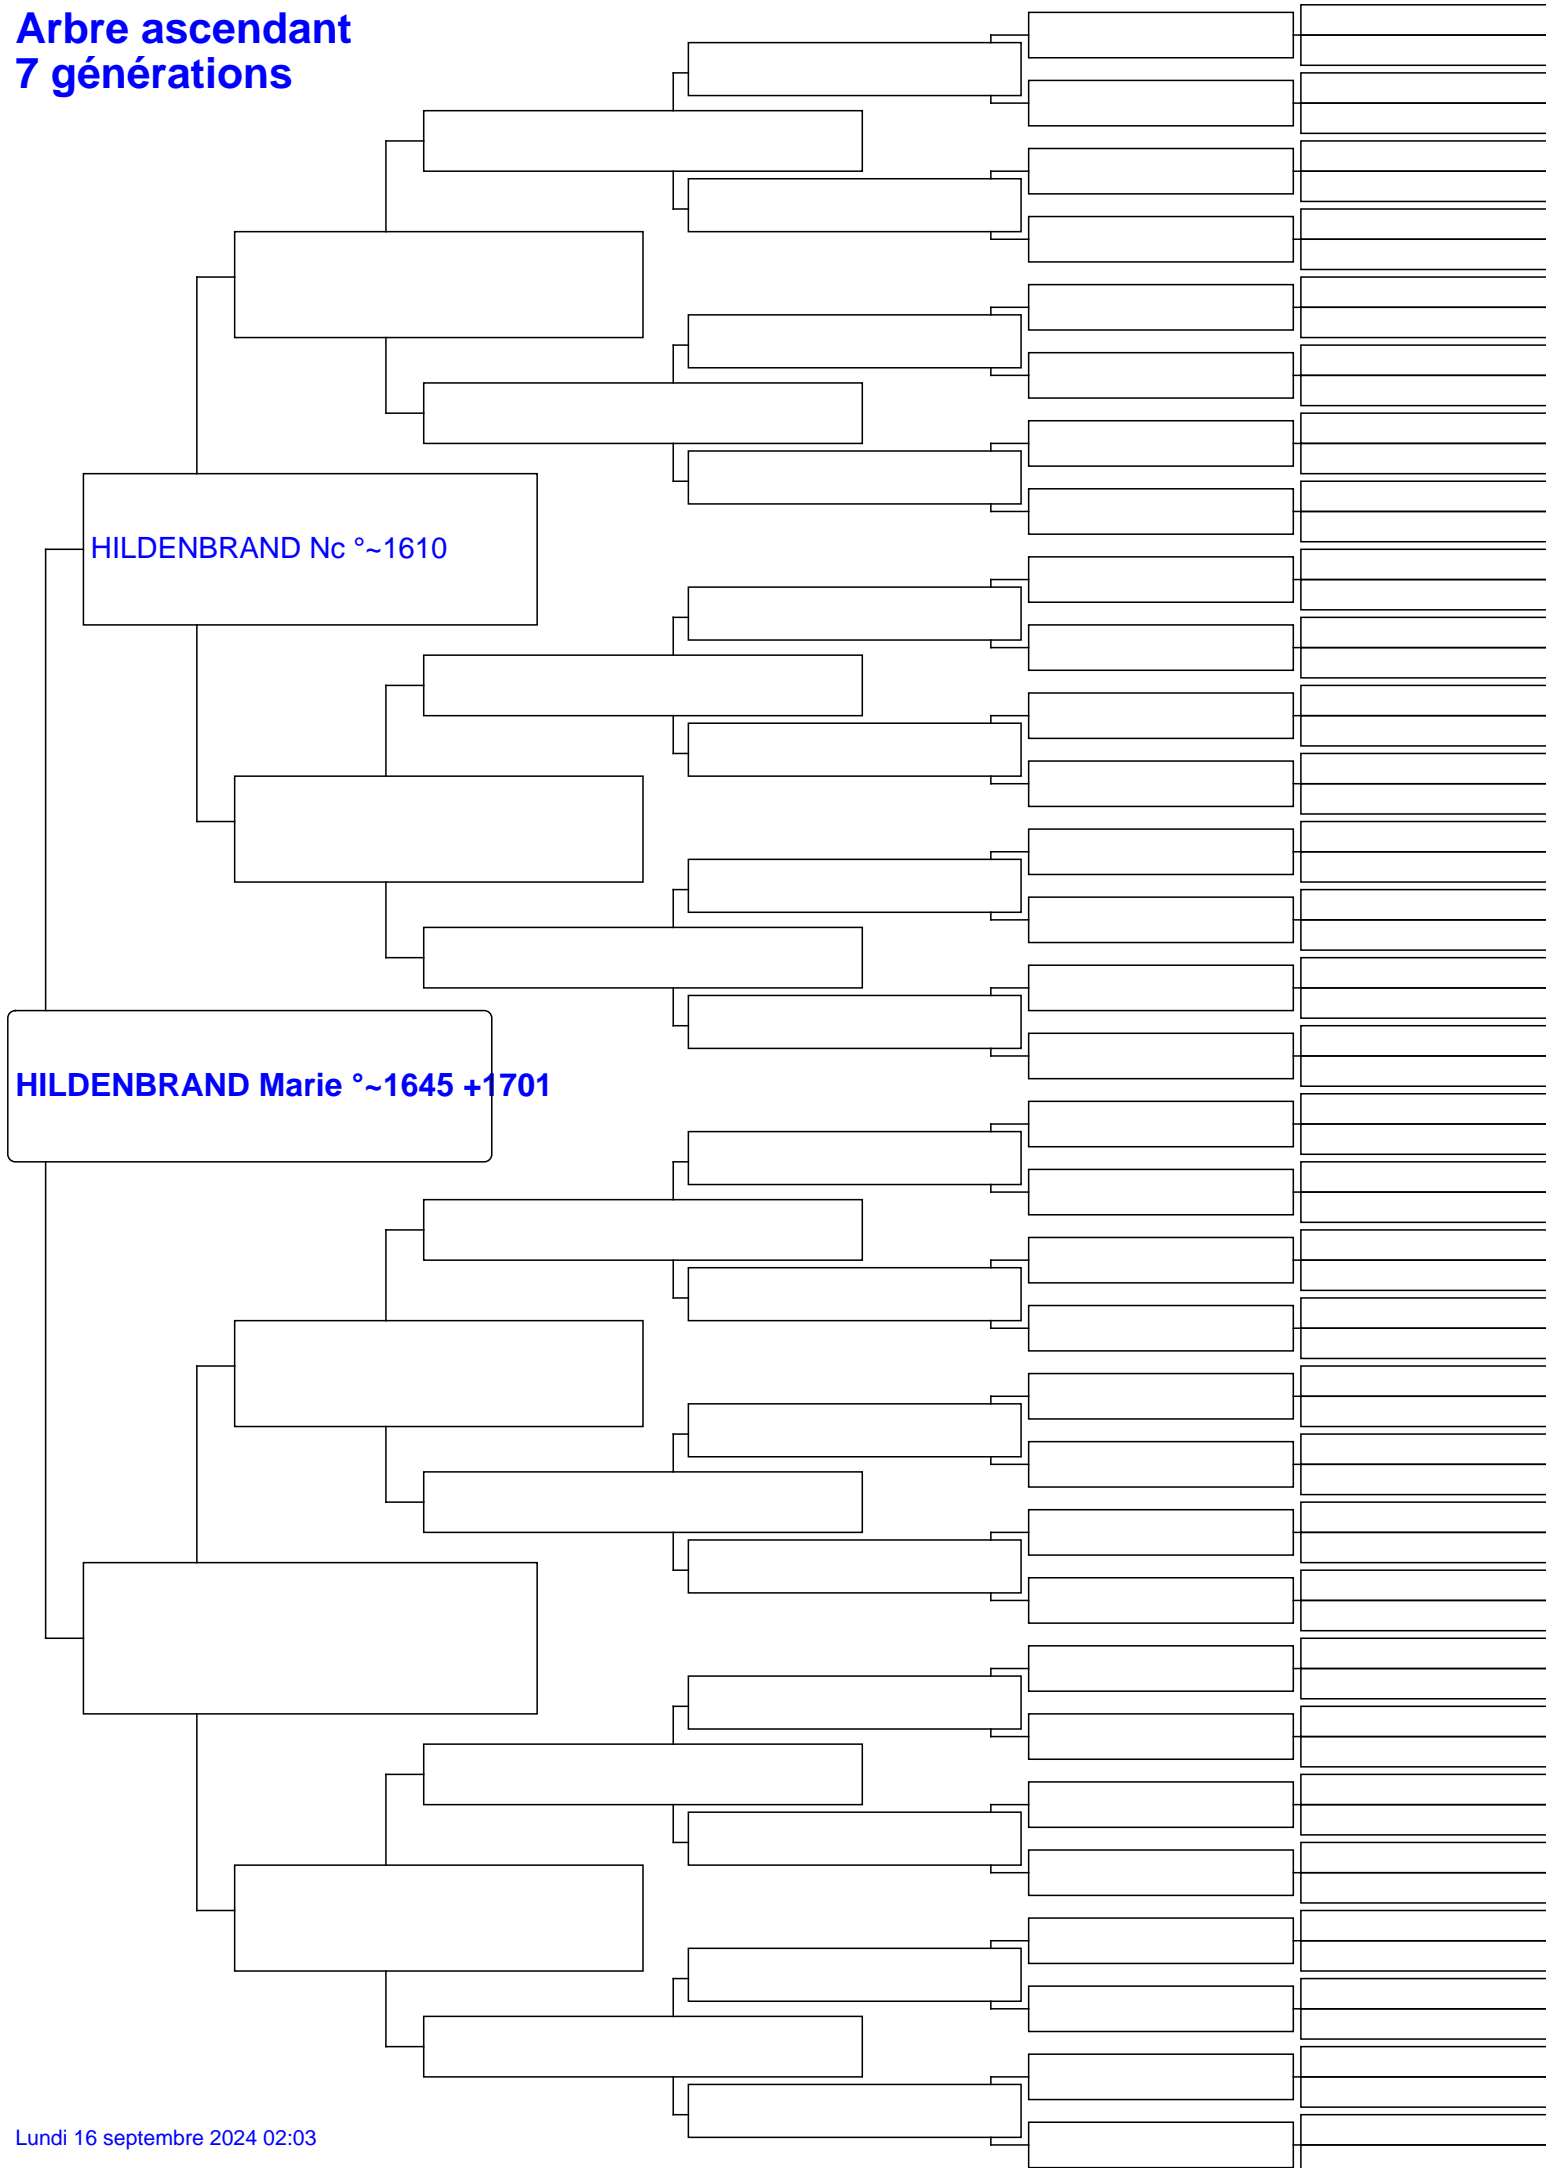 Arbre ascendant
7 générations
HILDENBRAND Nc °~1610
HILDENBRAND Marie °~1645 +1701
Lundi 16 septembre 2024 02:03